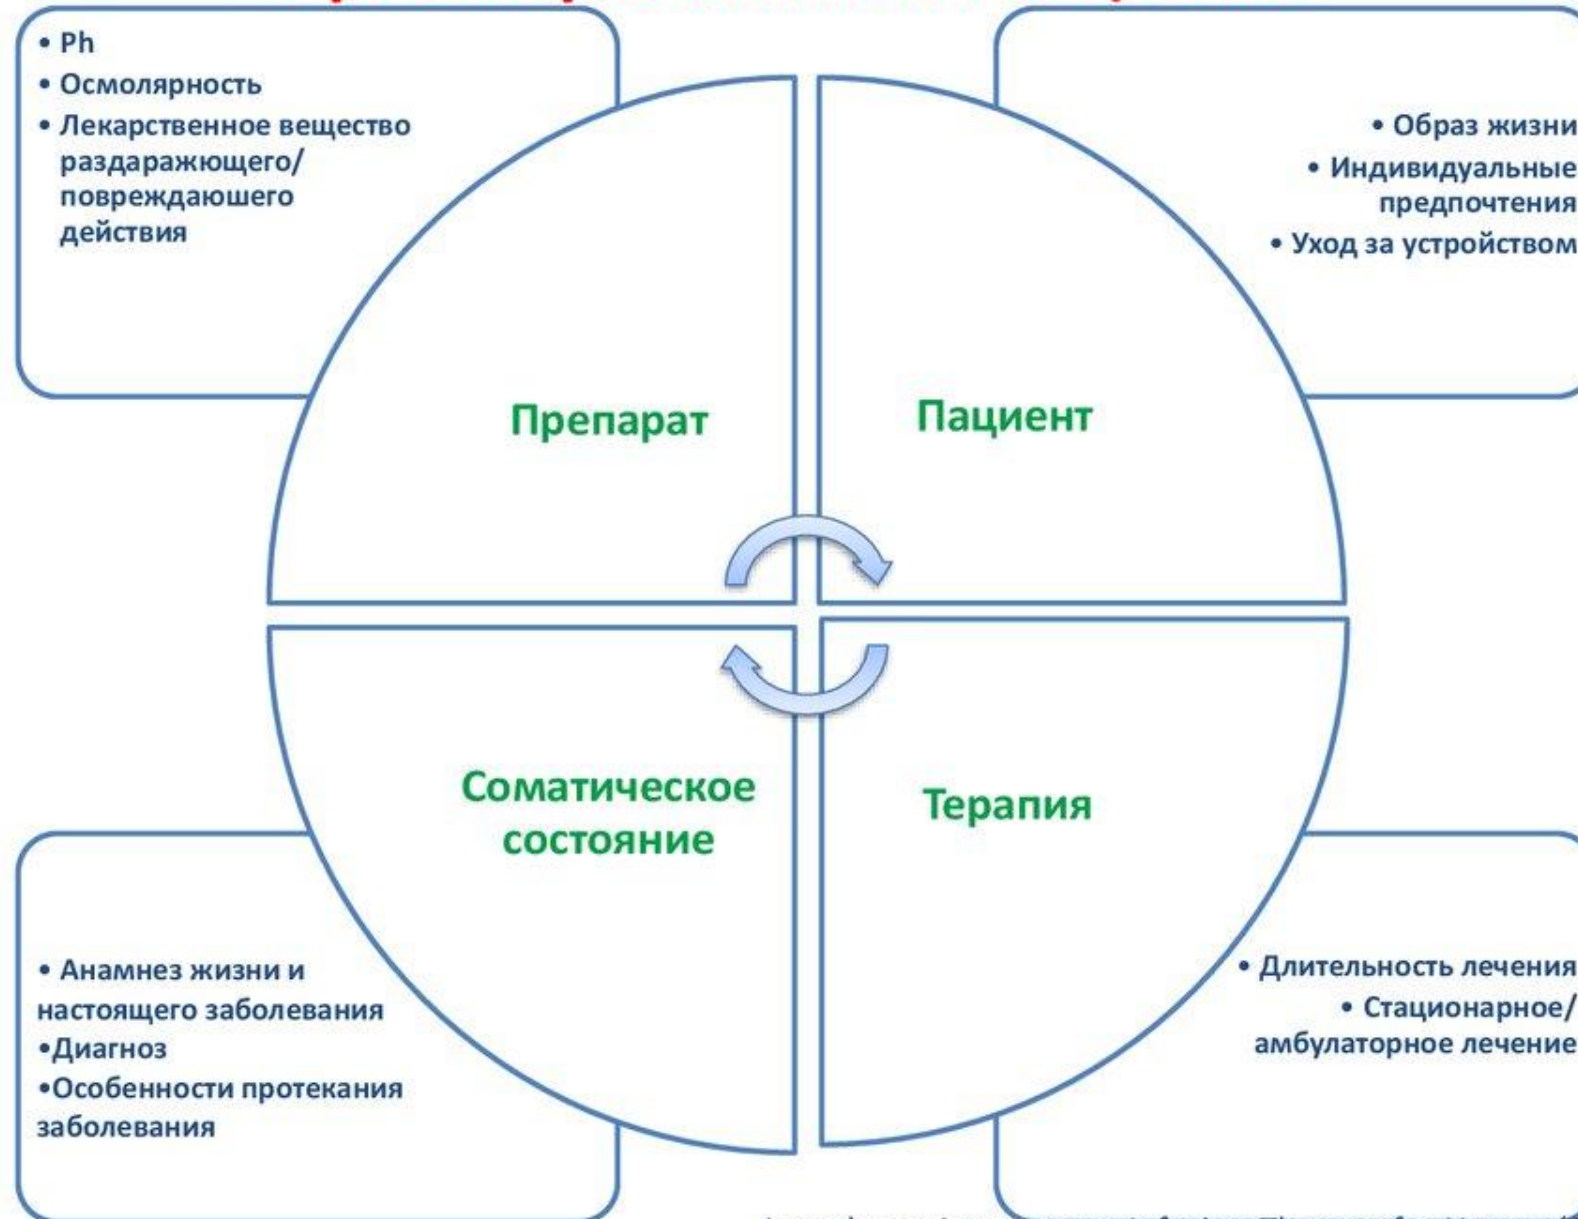 • Ph
• Осмолярность
• Лекарственное вещество
раздаражющего/
повреждаюшего
действия
• Образ жизни
• Индивидуальные
предпочтения
• Уход за устройством
Препарат
Пациент
Соматическое
состояние
Терапия
• Анамнез жизни и
настоящего заболевания
•Диагноз
•Особенности протекания
заболевания
• Длительность лечения
• Стационарное/
амбулаторное лечение